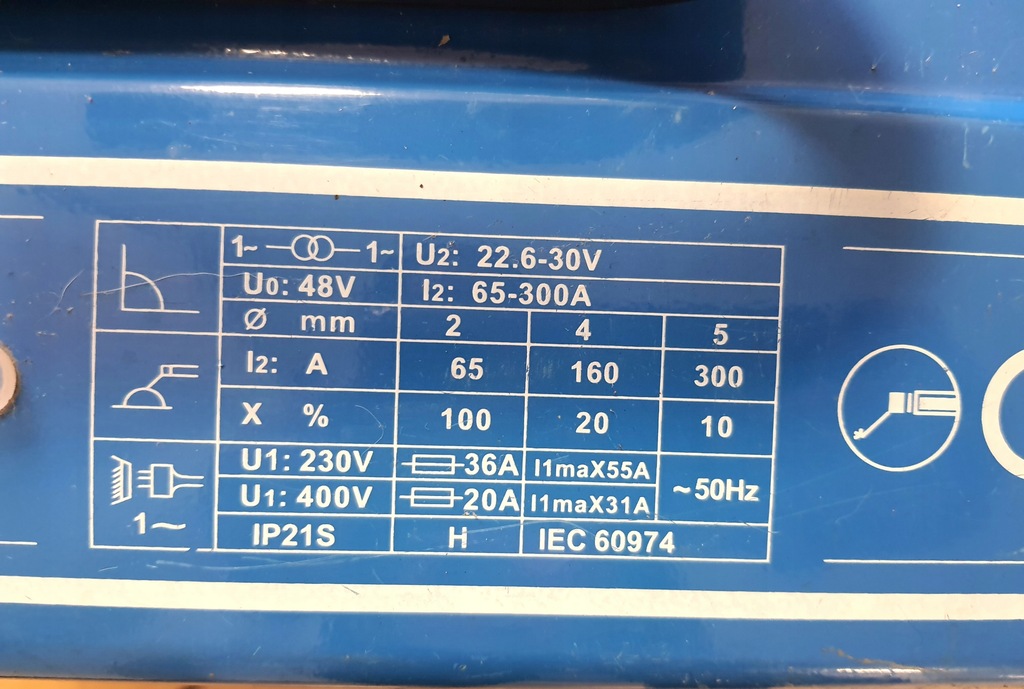 1~ 1~ U2: 22.6-30V
U0: 48V I2: 65-300A
Ø mm 2 4 5
I2: A 65 160 300
X % 100 20 10
U1: 230V 36A I1maX55A
U1: 400V 20A I1maX31A ~50Hz
1~
IP21S H IEC 60974